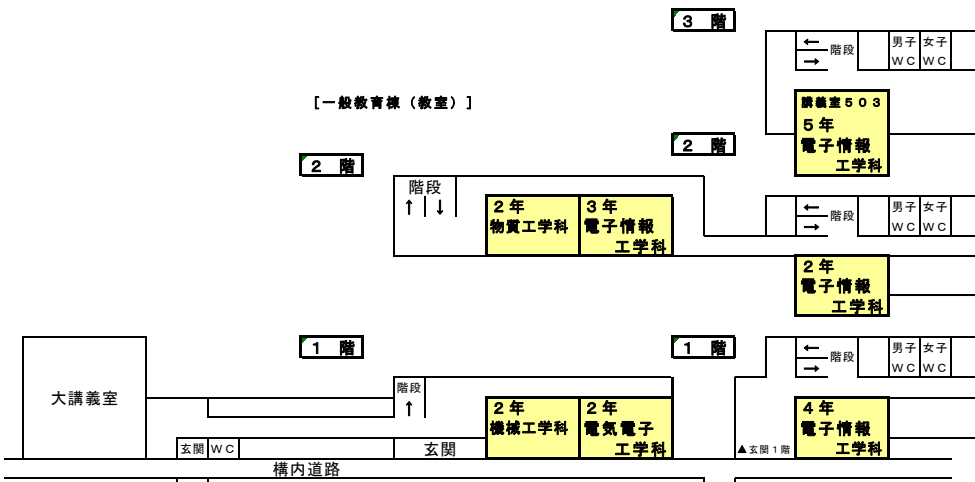 ３ 階
← 階段 男子 女子
→ ＷＣ ＷＣ
［一般教育棟（教室）］
講義室５０３
５年
電子情報
工学科
２ 階
２ 階
階段
↑ ↓
２年
物質工学科
３年
電子情報
工学科
← 階段 男子 女子
→ ＷＣ ＷＣ
２年
電子情報
工学科
１ 階
１ 階
← 階段 男子 女子
→ ＷＣ ＷＣ
大講義室
階段
↑
２年
機械工学科
２年
電気電子
工学科
４年
電子情報
工学科
玄関 ＷＣ
玄関
▲玄関１階
構内道路